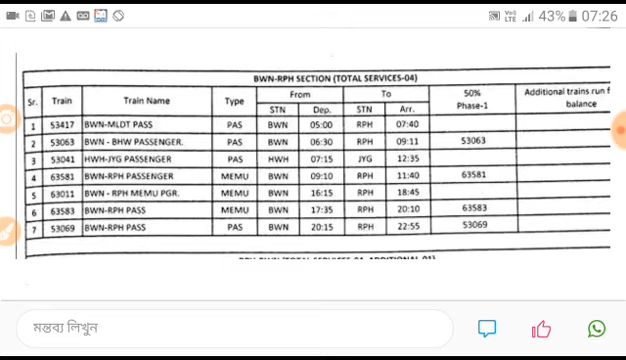 Voi) LTE 43% 07:26
BWN-RPH SECTION (TOTAL SERVICES-04)
Sr. Train Train Name Type From To 50% Phase-1 Additional trains run f balance
STN Dep. STN Arr.
1 53417 BWN-MLDT PASS PAS BWN 05:00 RPH 07:40
2 53063 BWN - BHW PASSENGER. PAS BWN 06:30 RPH 09:11 53063
3 53041 HWH-JYG PASSENGER PAS HWH 07:15 JYG 12:35
4 63581 BWN-RPH PASSENGER MEMU BWN 09:10 RPH 11:40 63581
5 63011 BWN - RPH MEMU PGR. MEMU BWN 16:15 RPH 18:45
6 63583 BWN-RPH PASS MEMU BWN 17:35 RPH 20:10 63583
7 53069 BWN-RPH PASS PAS BWN 20:15 RPH 22:55 53069
মন্তব্য লিখুন